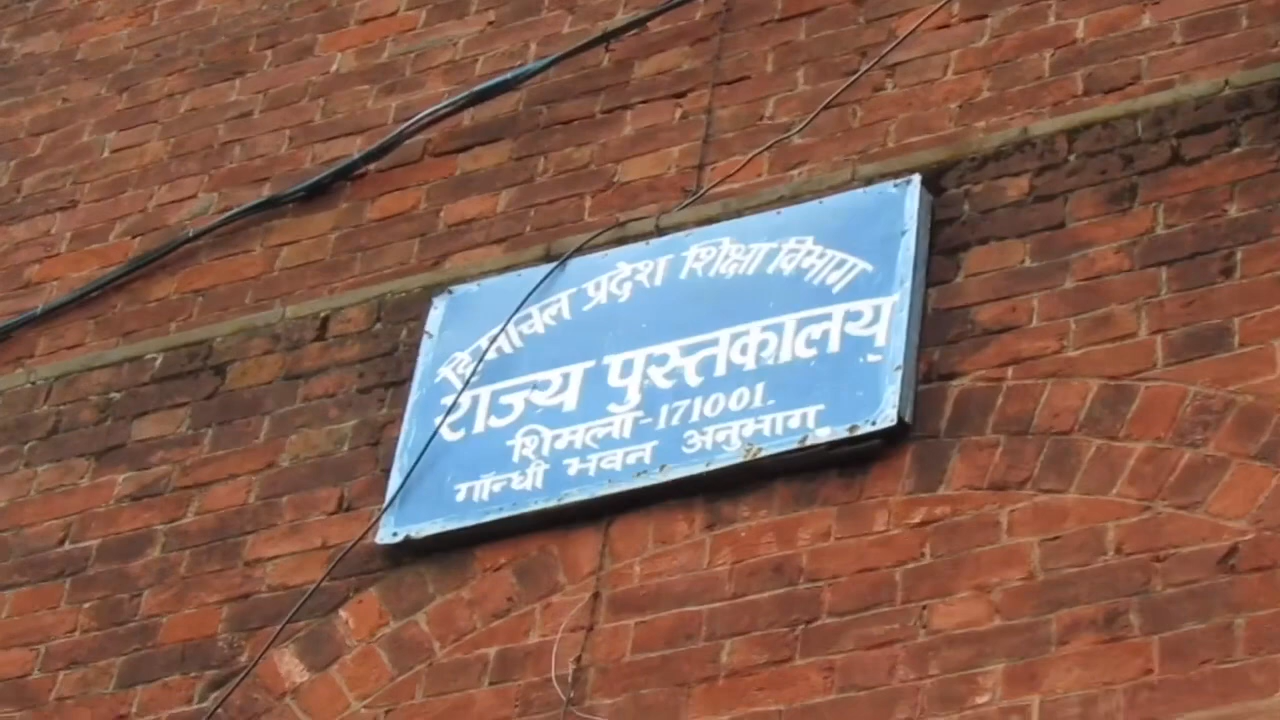 हिमाचल प्रदेश शिक्षा विभाग
राज्य पुस्तकालय
शिमला-171001.
गॉन्धी भवन अनुभाग